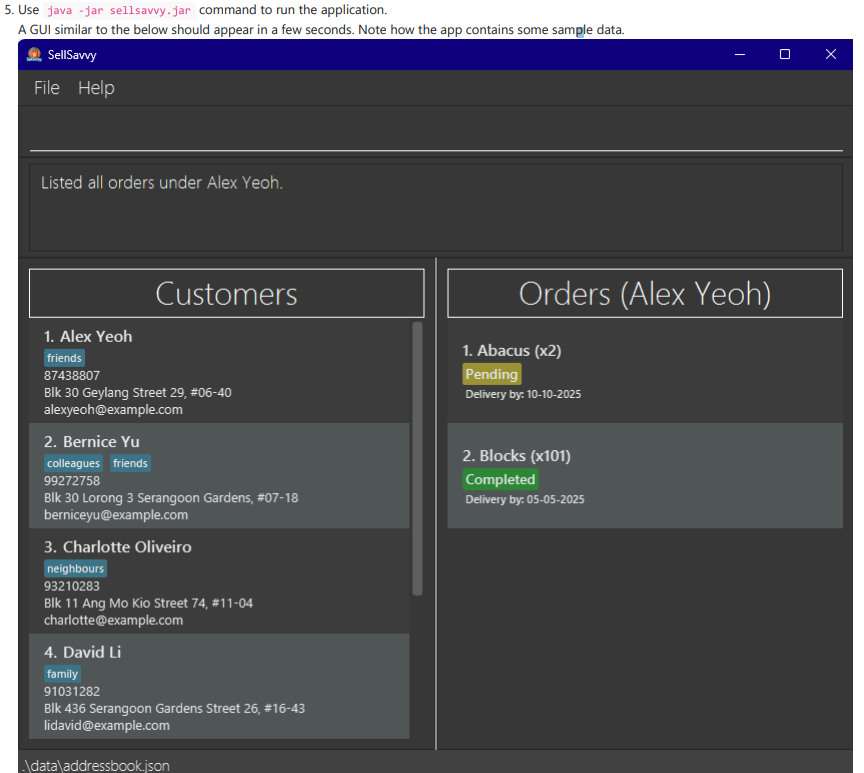 5. Use java -jar sellsavvy.jar command to run the application.
A GUI similar to the below should appear in a few seconds. Note how the app contains some sample data.
SellSavvy
File Help
Listed all orders under Alex Yeoh.
Customers
1. Alex Yeoh
friends
87438807
Blk 30 Geylang Street 29, #06-40
alexyeoh@example.com
2. Bernice Yu
colleagues friends
99272758
Blk 30 Lorong 3 Serangoon Gardens, #07-18
berniceyu@example.com
3. Charlotte Oliveiro
neighbours
93210283
Blk 11 Ang Mo Kio Street 74, #11-04
charlotte@example.com
4. David Li
family
91031282
Blk 436 Serangoon Gardens Street 26, #16-43
lidavid@example.com
Orders (Alex Yeoh)
1. Abacus (x2)
Pending
Delivery by: 10-10-2025
2. Blocks (x101)
Completed
Delivery by: 05-05-2025
.\data\addressbook.json